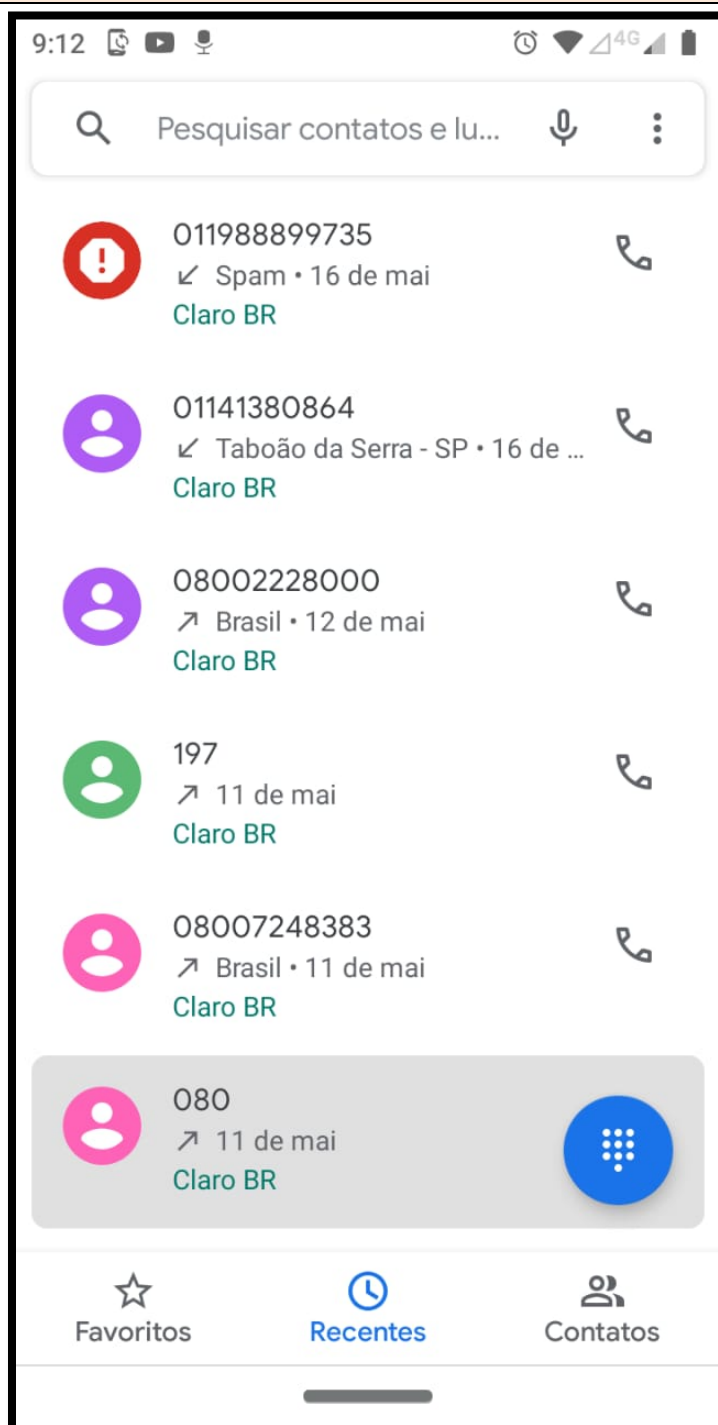 9:12
4G
Pesquisar contatos e lu...
011988899735
↙ Spam • 16 de mai
Claro BR
01141380864
↙ Taboão da Serra - SP • 16 de ...
Claro BR
08002228000
↗ Brasil • 12 de mai
Claro BR
197
↗ 11 de mai
Claro BR
08007248383
↗ Brasil • 11 de mai
Claro BR
080
↗ 11 de mai
Claro BR
Favoritos Recentes Contatos